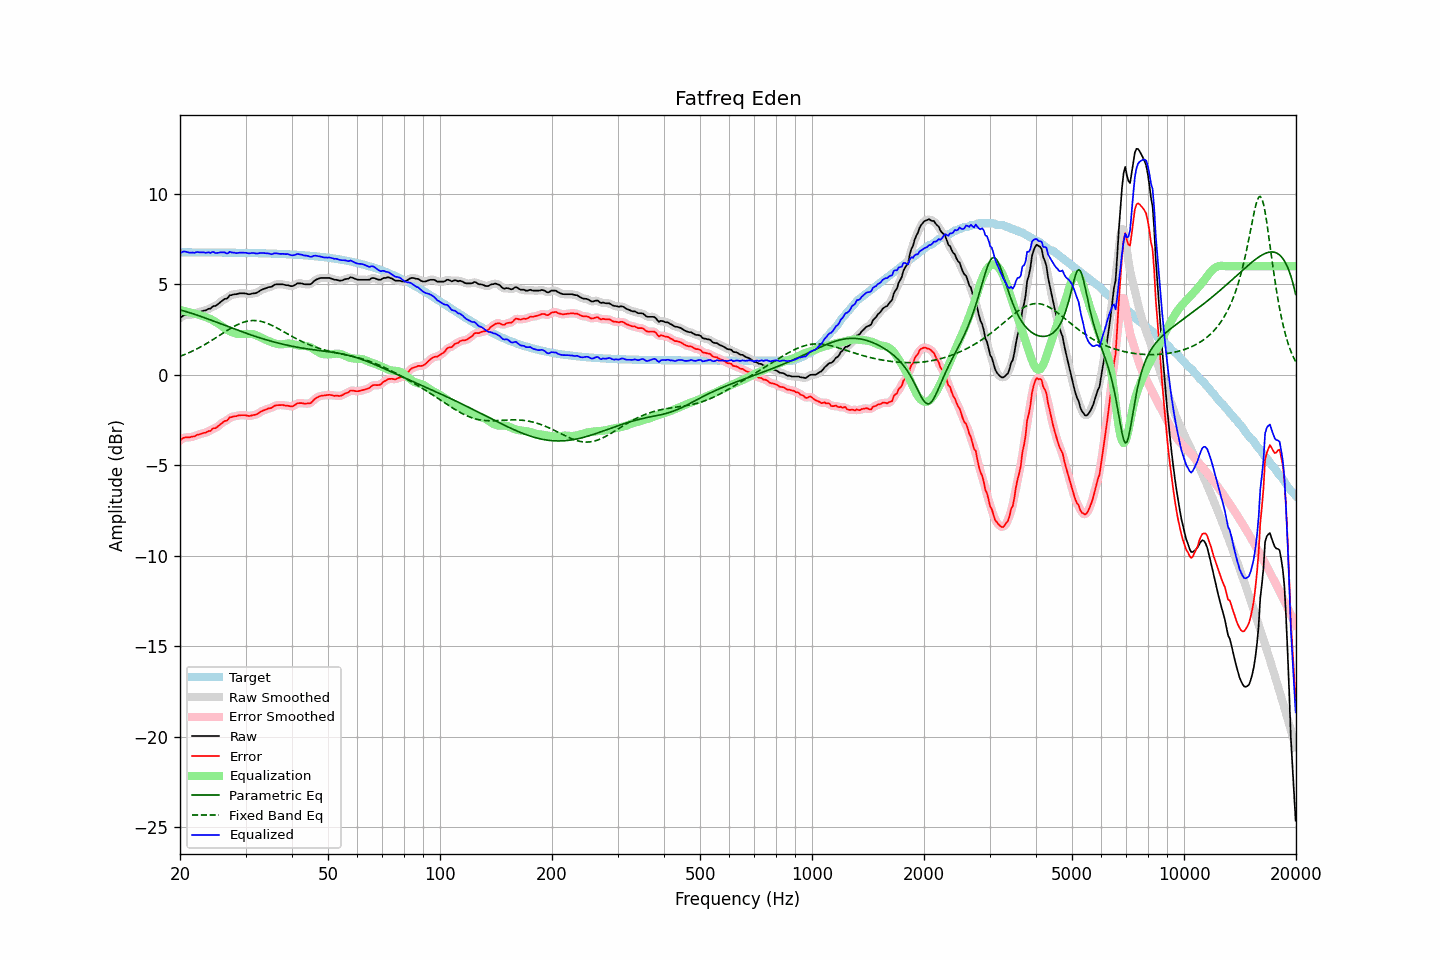 Fatfreq Eden
Amplitude (dBr)
10
5
0
−5
−10
−15
−20
−25
Target
Raw Smoothed
Error Smoothed
Raw
Error
Equalization
Parametric Eq
Fixed Band Eq
Equalized
20 50 100 200 500 1000 2000 5000 10000 20000
Frequency (Hz)